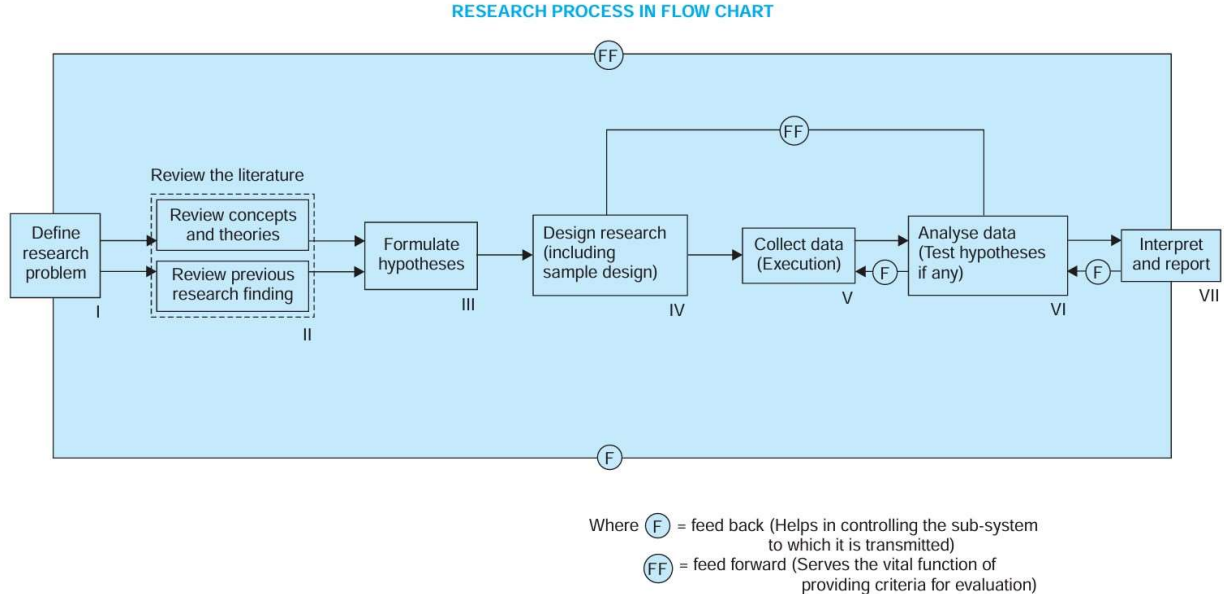 RESEARCH PROCESS IN FLOW CHART
FF
FF
Review the literature
Define
research
problem
I
Review concepts
and theories
Review previous
research finding
II
Formulate
hypotheses
III
Design research
(including
sample design)
IV
Collect data
(Execution)
V
F
Analyse data
(Test hypotheses
if any)
VI
F
Interpret
and report
VII
F
Where F = feed back (Helps in controlling the sub-system
to which it is transmitted)
FF = feed forward (Serves the vital function of
providing criteria for evaluation)